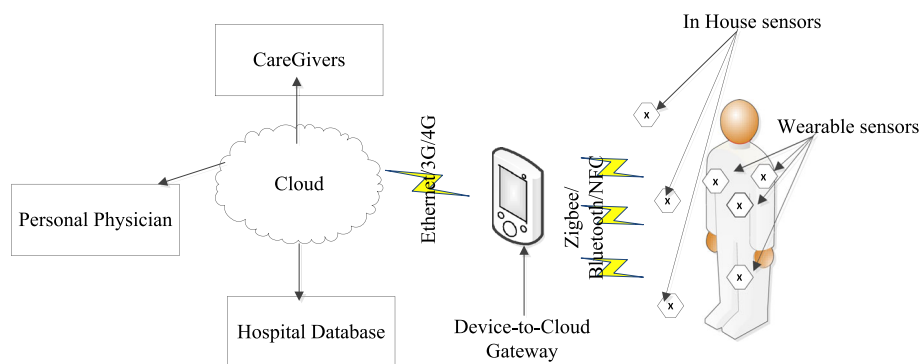 In House sensors
CareGivers
Wearable sensors
Cloud
Ethernet/3G/4G
Zigbee/
Bluetooth/NFC
Personal Physician
Hospital Database
Device-to-Cloud
Gateway
X
X
X
X
X
X
X